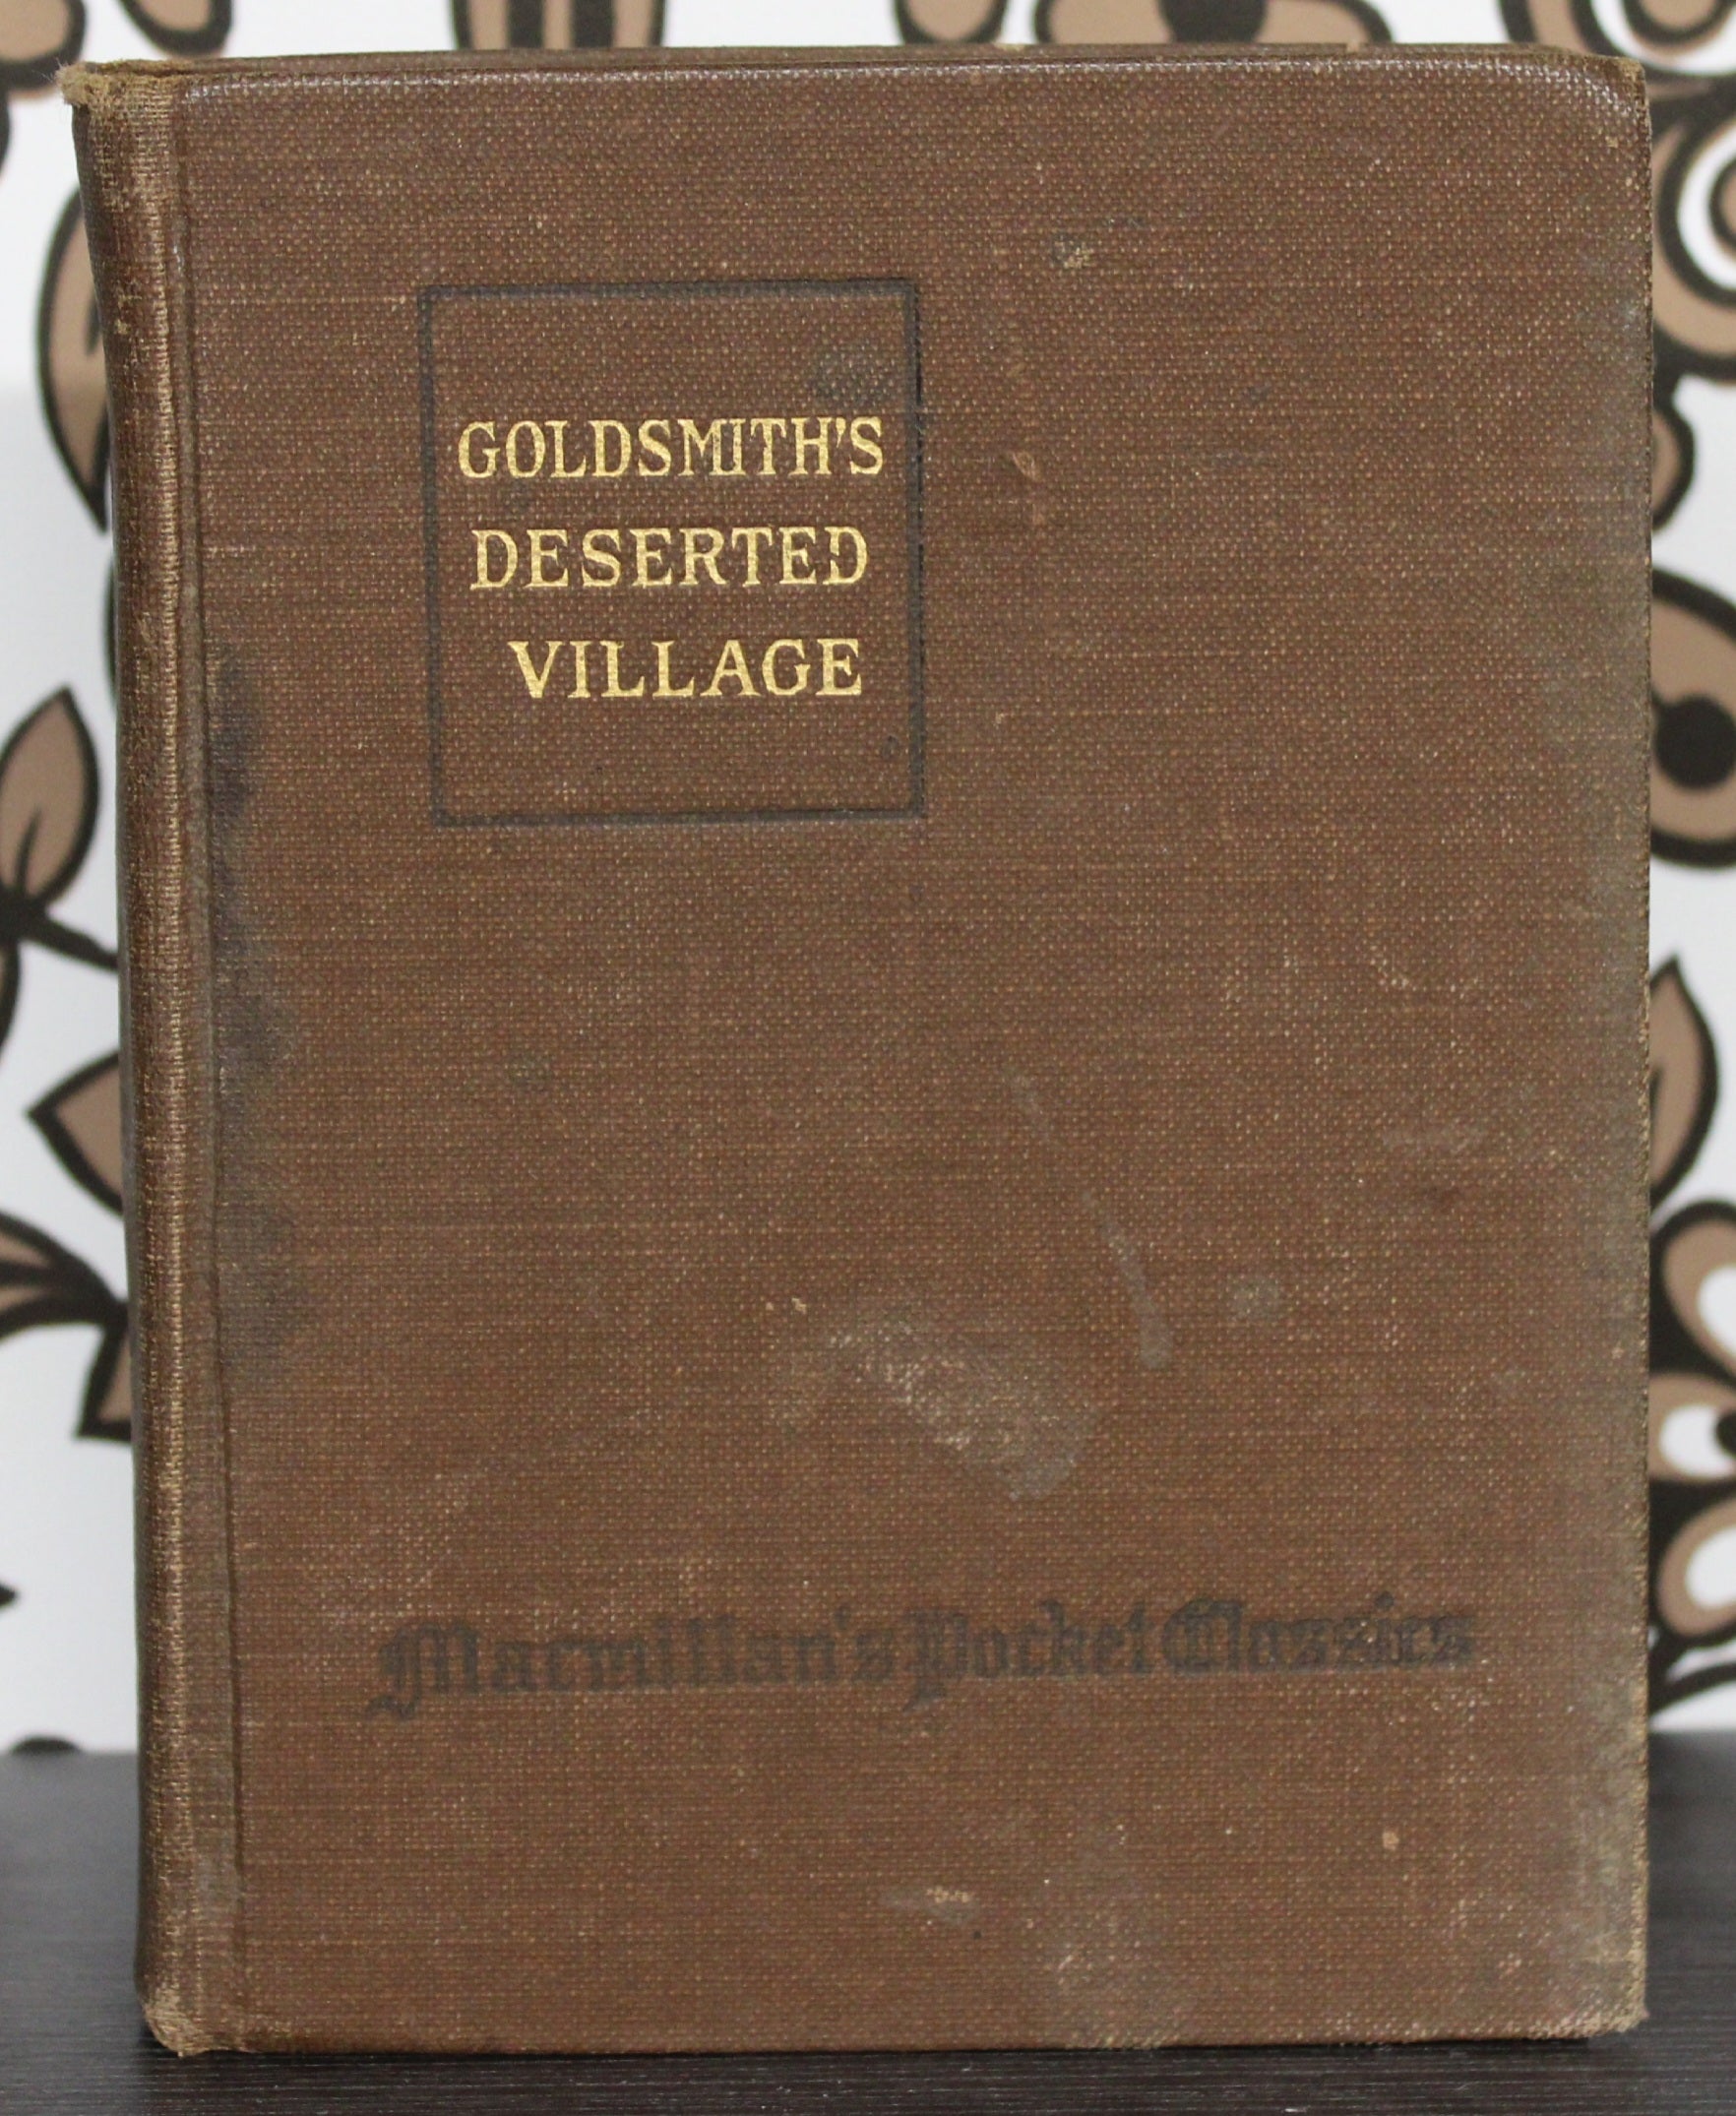 GOLDSMITH'S
DESERTED
VILLAGE
Macmillan's Pocket Classics